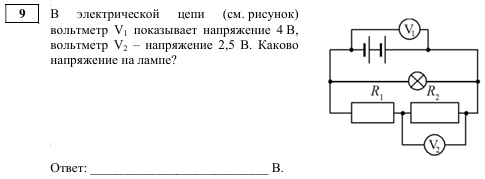 9
В электрической цепи (см. рисунок)
вольтметр V₁ показывает напряжение 4 В,
вольтметр V₂ – напряжение 2,5 В. Каково
напряжение на лампе?
V₁
R₁ R₂
V₂
Ответ: ____________________________ В.